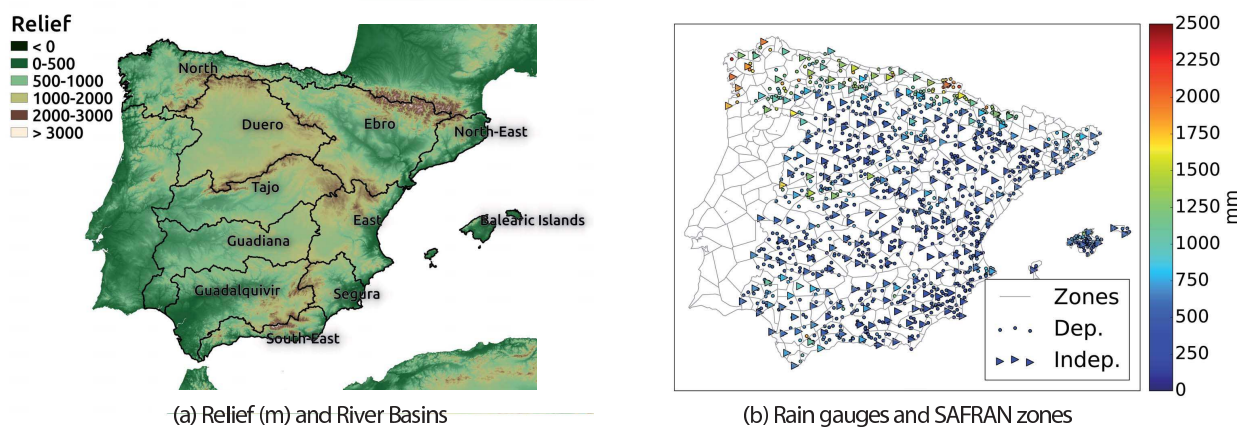 Relief
< 0
0-500
500-1000
1000-2000
2000-3000
> 3000
North
Duero
Ebro
North-East
Tajo
East
Balearic Islands
Guadiana
Guadalquivir
Segura
South-East
(a) Relief (m) and River Basins
2500
2250
2000
1750
1500
1250
1000
750
500
250
0
mm
Zones
Dep.
Indep.
(b) Rain gauges and SAFRAN zones